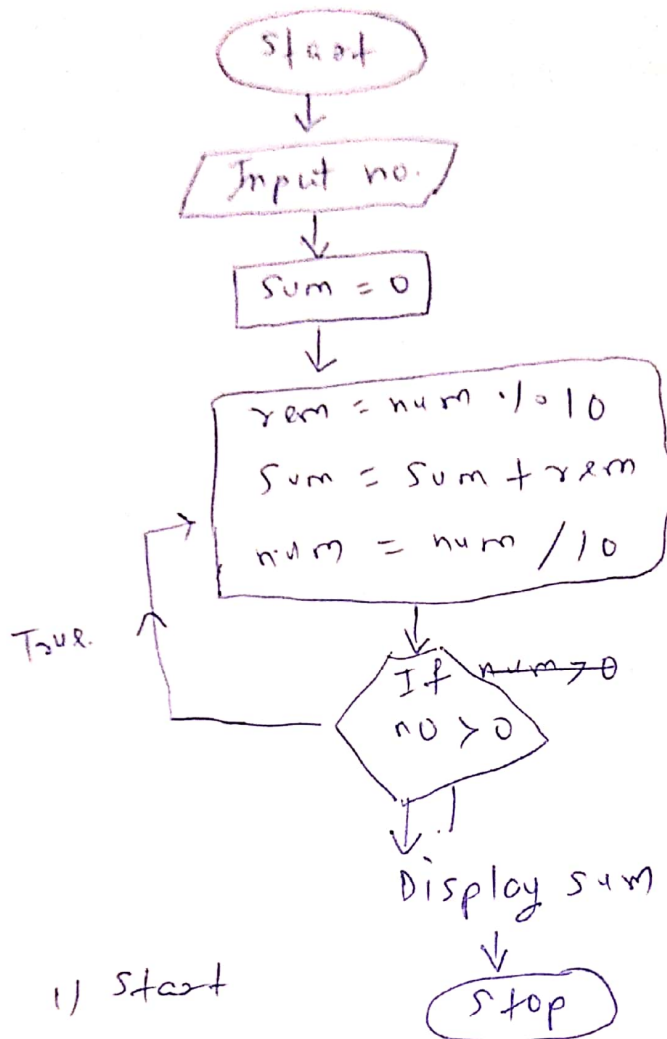 Start
Input no.
Sum = 0
rem = num % 10
Sum = Sum + rem
num = num / 10
True.
If num > 0
no > 0
Display sum
Stop
1) Start